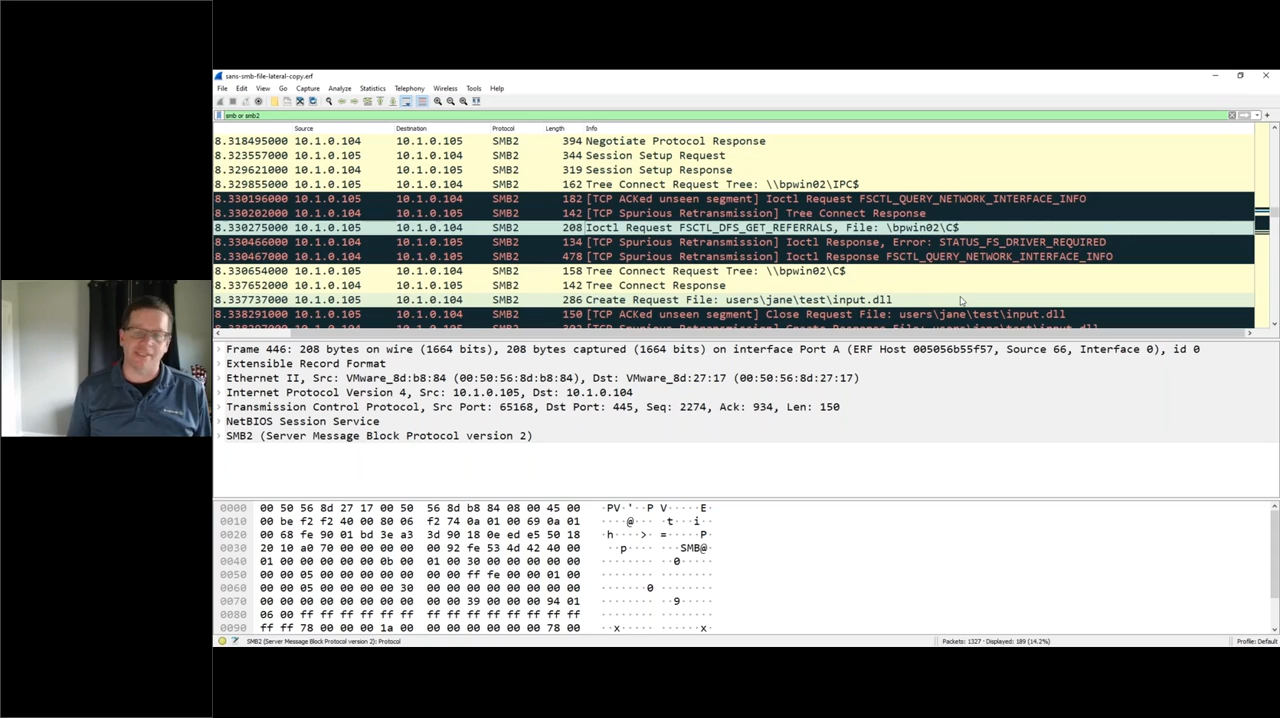 sans-smb-file-lateral-copy.erf
File Edit View Go Capture Analyze Statistics Telephony Wireless Tools Help
smb or smb2
Source Destination Protocol Length Info
8.318495000 10.1.0.104 10.1.0.105 SMB2 394 Negotiate Protocol Response
8.323557000 10.1.0.105 10.1.0.104 SMB2 344 Session Setup Request
8.329621000 10.1.0.104 10.1.0.105 SMB2 319 Session Setup Response
8.329855000 10.1.0.105 10.1.0.104 SMB2 162 Tree Connect Request Tree: \\bpwin02\IPC$
8.330196000 10.1.0.105 10.1.0.104 SMB2 182 [TCP ACKed unseen segment] Ioctl Request FSCTL_QUERY_NETWORK_INTERFACE_INFO
8.330202000 10.1.0.104 10.1.0.105 SMB2 142 [TCP Spurious Retransmission] Tree Connect Response
8.330275000 10.1.0.105 10.1.0.104 SMB2 208 Ioctl Request FSCTL_DFS_GET_REFERRALS, File: \bpwin02\C$
8.330466000 10.1.0.104 10.1.0.105 SMB2 134 [TCP Spurious Retransmission] Ioctl Response, Error: STATUS_FS_DRIVER_REQUIRED
8.330467000 10.1.0.104 10.1.0.105 SMB2 478 [TCP Spurious Retransmission] Ioctl Response FSCTL_QUERY_NETWORK_INTERFACE_INFO
8.330654000 10.1.0.105 10.1.0.104 SMB2 158 Tree Connect Request Tree: \\bpwin02\C$
8.337652000 10.1.0.104 10.1.0.105 SMB2 142 Tree Connect Response
8.337737000 10.1.0.105 10.1.0.104 SMB2 286 Create Request File: users\jane\test\input.dll
8.338291000 10.1.0.105 10.1.0.104 SMB2 150 [TCP ACKed unseen segment] Close Request File: users\jane\test\input.dll
Frame 446: 208 bytes on wire (1664 bits), 208 bytes captured (1664 bits) on interface Port A (ERF Host 005056b55f57, Source 66, Interface 0), id 0
Extensible Record Format
Ethernet II, Src: VMware_8d:b8:84 (00:50:56:8d:b8:84), Dst: VMware_8d:27:17 (00:50:56:8d:27:17)
Internet Protocol Version 4, Src: 10.1.0.105, Dst: 10.1.0.104
Transmission Control Protocol, Src Port: 65168, Dst Port: 445, Seq: 2274, Ack: 934, Len: 150
NetBIOS Session Service
SMB2 (Server Message Block Protocol version 2)
0000 00 50 56 8d 27 17 00 50 56 8d b8 84 08 00 45 00 ·PV·'··P V·····E·
0010 00 be f2 f2 40 00 80 06 f2 74 0a 01 00 69 0a 01 ····@··· ·t···i··
0020 00 68 fe 90 01 bd 3e a3 3d 90 18 0e ed e5 50 18 ·h····>· =·····P·
0030 20 10 a0 70 00 00 00 00 00 92 fe 53 4d 42 40 00 ··p···· ···SMB@·
0040 01 00 00 00 00 00 0b 00 01 00 30 00 00 00 00 00 ········ ··0·····
0050 00 00 05 00 00 00 00 00 00 00 ff fe 00 00 01 00 ········ ········
0060 00 00 05 00 00 00 00 30 00 00 00 00 00 00 00 00 ·······0 ········
0070 00 00 00 00 00 00 00 00 00 00 39 00 00 00 94 01 ········ ··9·····
0080 06 00 ff ff ff ff ff ff ff ff ff ff ff ff ff ff ········ ········
0090 ff ff 78 00 00 00 1a 00 00 00 00 00 00 00 78 00 ··x····· ······x·
SMB2 (Server Message Block Protocol version 2): Protocol
Packets: 1327 · Displayed: 189 (14.2%)
Profile: Default